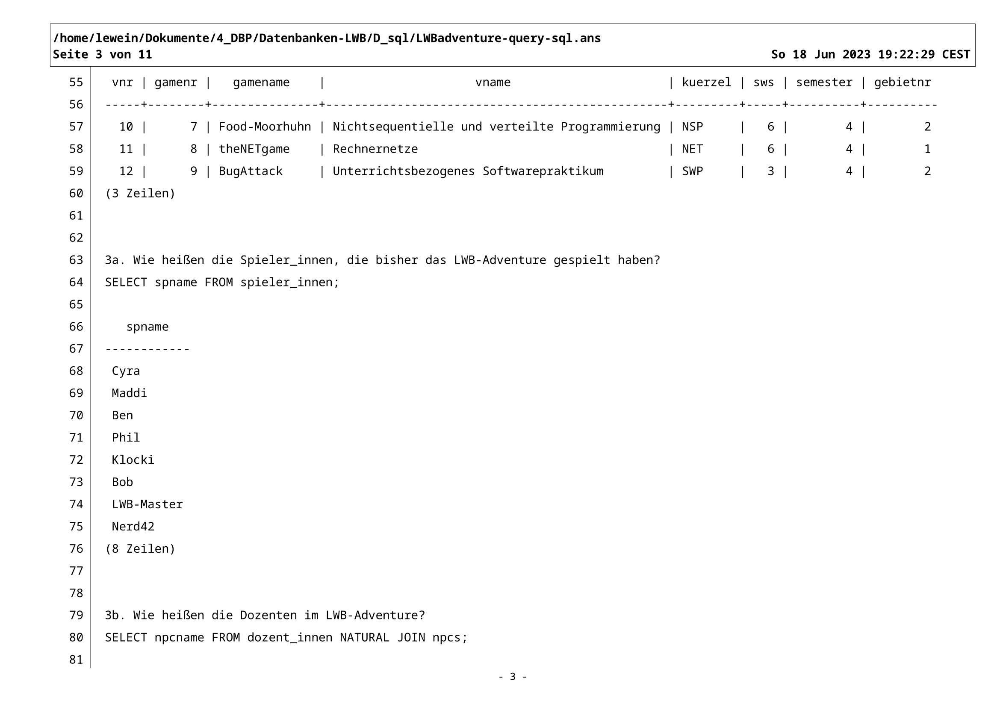 /home/lewein/Dokumente/4_DBP/Datenbanken-LWB/D_sql/LWBadventure-query-sql.ans
Seite 3 von 11 So 18 Jun 2023 19:22:29 CEST
55 vnr | gamenr | gamename | vname | kuerzel | sws | semester | gebietnr
56 -----+--------+---------------+------------------------------------------------+---------+-----+----------+----------
57 10 | 7 | Food-Moorhuhn | Nichtsequentielle und verteilte Programmierung | NSP | 6 | 4 | 2
58 11 | 8 | theNETgame | Rechnernetze | NET | 6 | 4 | 1
59 12 | 9 | BugAttack | Unterrichtsbezogenes Softwarepraktikum | SWP | 3 | 4 | 2
60 (3 Zeilen)
61
62
63 3a. Wie heißen die Spieler_innen, die bisher das LWB-Adventure gespielt haben?
64 SELECT spname FROM spieler_innen;
65
66 spname
67 ------------
68 Cyra
69 Maddi
70 Ben
71 Phil
72 Klocki
73 Bob
74 LWB-Master
75 Nerd42
76 (8 Zeilen)
77
78
79 3b. Wie heißen die Dozenten im LWB-Adventure?
80 SELECT npcname FROM dozent_innen NATURAL JOIN npcs;
81
- 3 -